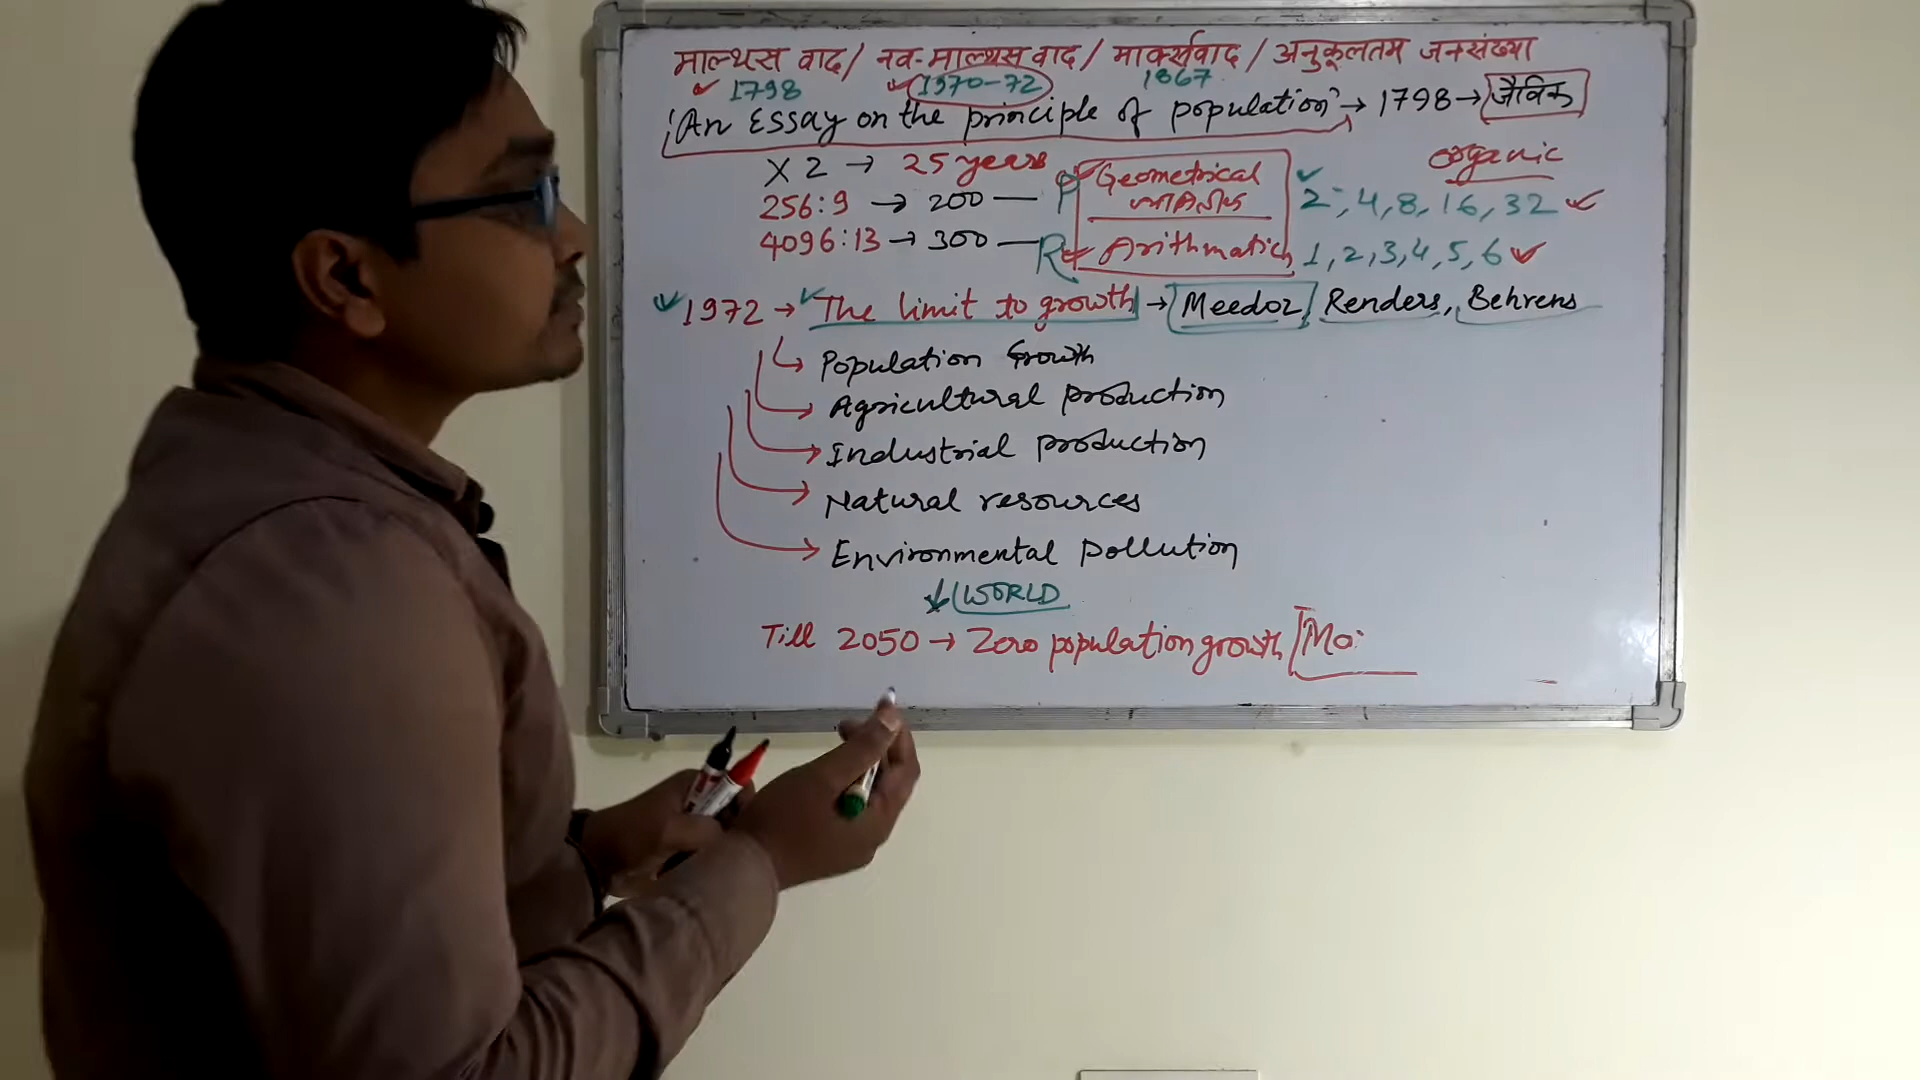 माल्थस वाद/ नव-माल्थस वाद/ मार्क्सवाद/ अनुकूलतम जनसंख्या
1798 1970-72 1867
'An Essay on the principle of population' → 1798 → जैविक
X 2 → 25 years Geometrical organic
256:9 → 200 — P 2, 4, 8, 16, 32
4096:13 → 300 — R Arithmatic 1, 2, 3, 4, 5, 6
1972 → The limit to growth → Meedoz, Renders, Behrens
Population Growth
Agricultural production
Industrial production
Natural resources
Environmental pollution
WORLD
Till 2050 → Zero population growth